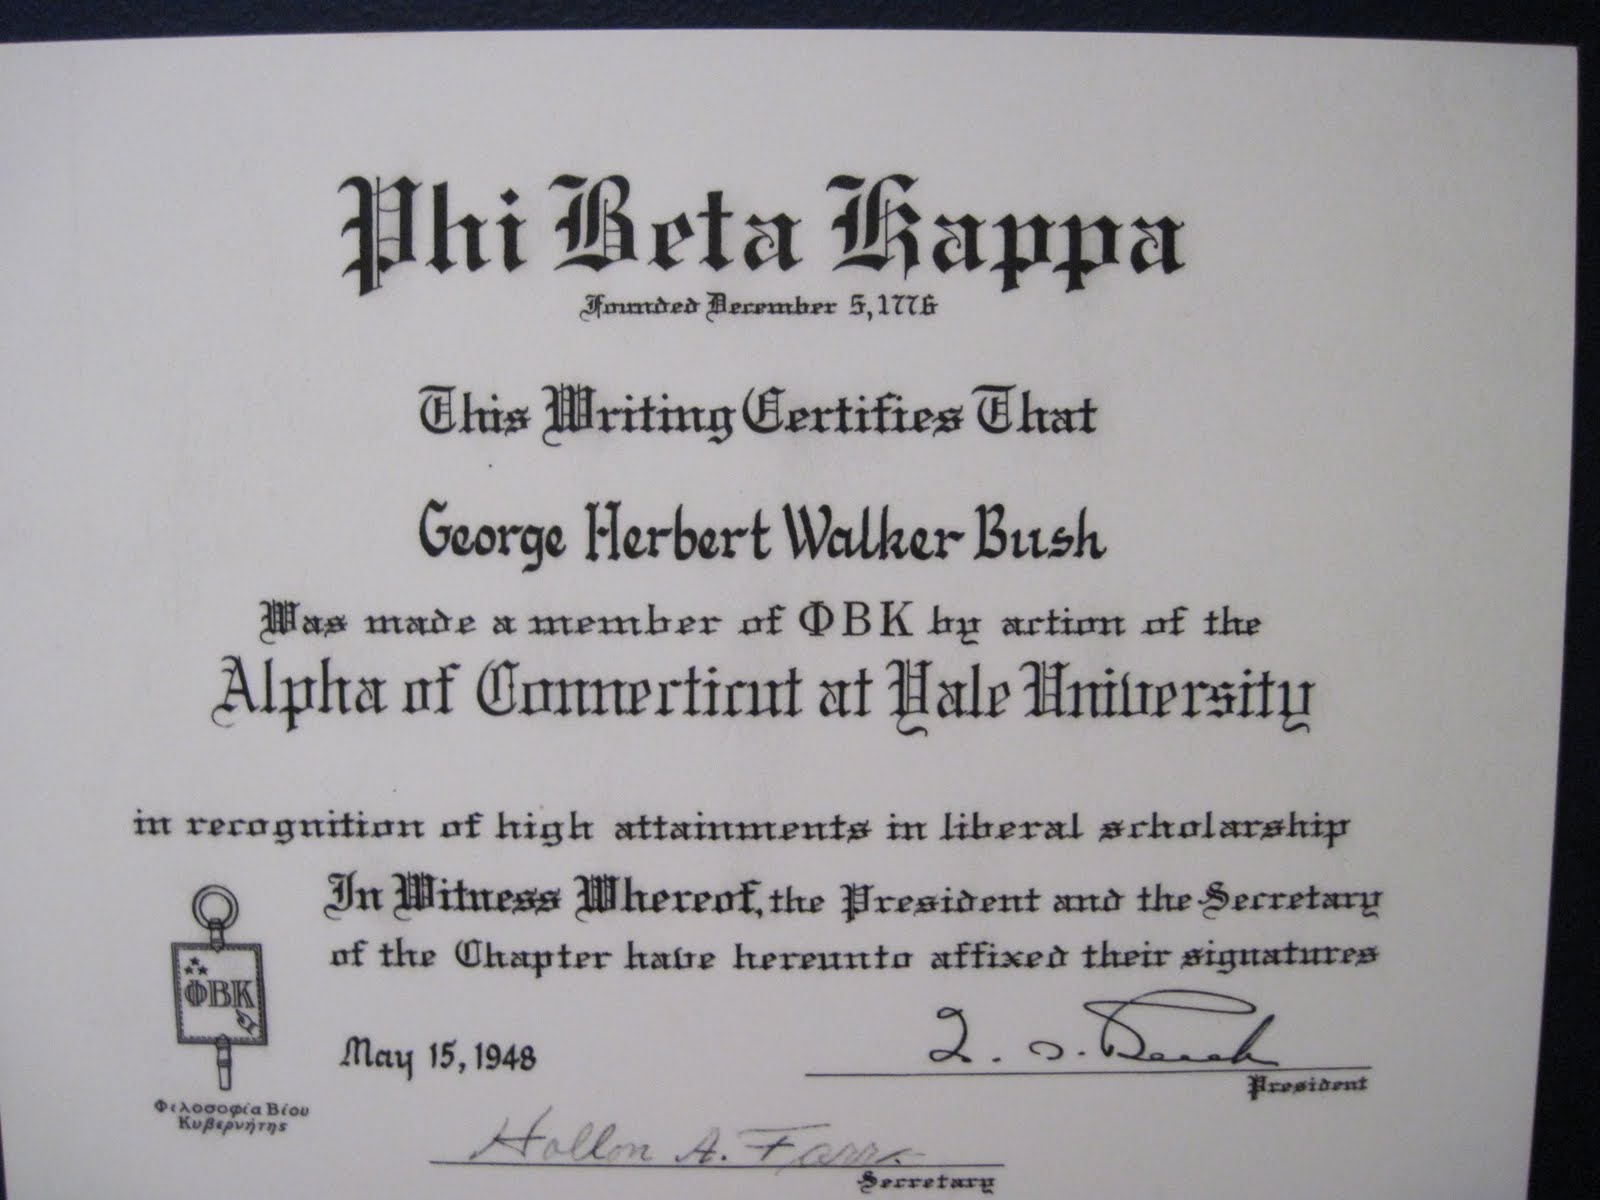 Phi Beta Kappa
Founded December 5, 1776
This Writing Certifies That
George Herbert Walker Bush
Was made a member of ΦΒΚ by action of the
Alpha of Connecticut at Yale University
in recognition of high attainments in liberal scholarship
In Witness Whereof, the President and the Secretary
of the Chapter have hereunto affixed their signatures
ΦΒΚ
May 15, 1948
President
Φιλοσοφία Βίου
Κυβερνήτης
Hollon A. Farr
Secretary